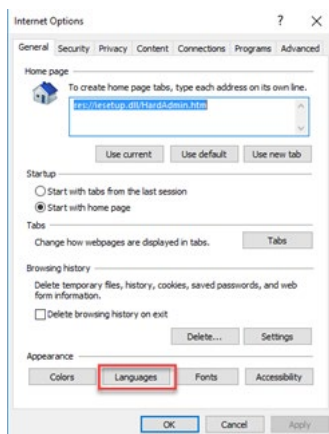 Internet Options
?
×
General Security Privacy Content Connections Programs Advanced
Home page
To create home page tabs, type each address on its own line.
res://iesetup.dll/HardAdmin.htm
Use current Use default Use new tab
Startup
Start with tabs from the last session
Start with home page
Tabs
Change how webpages are displayed in tabs. Tabs
Browsing history
Delete temporary files, history, cookies, saved passwords, and web
form information.
Delete browsing history on exit
Delete... Settings
Appearance
Colors Languages Fonts Accessibility
OK Cancel Apply